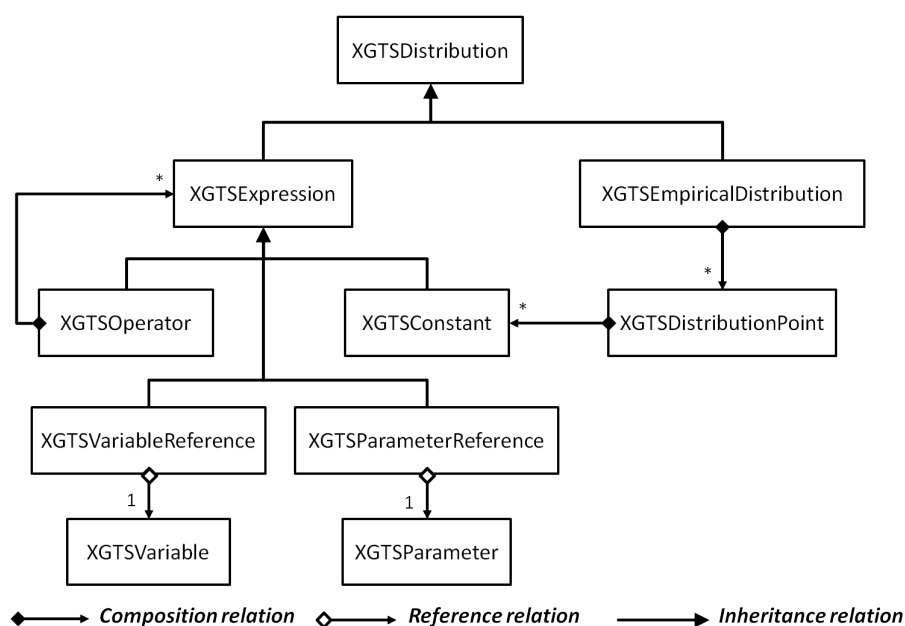 XGTSDistribution
*
XGTSExpression
XGTSEmpiricalDistribution
*
XGTSOperator
XGTSConstant
*
XGTSDistributionPoint
XGTSVariableReference
XGTSParameterReference
1
1
XGTSVariable
XGTSParameter
Composition relation
Reference relation
Inheritance relation